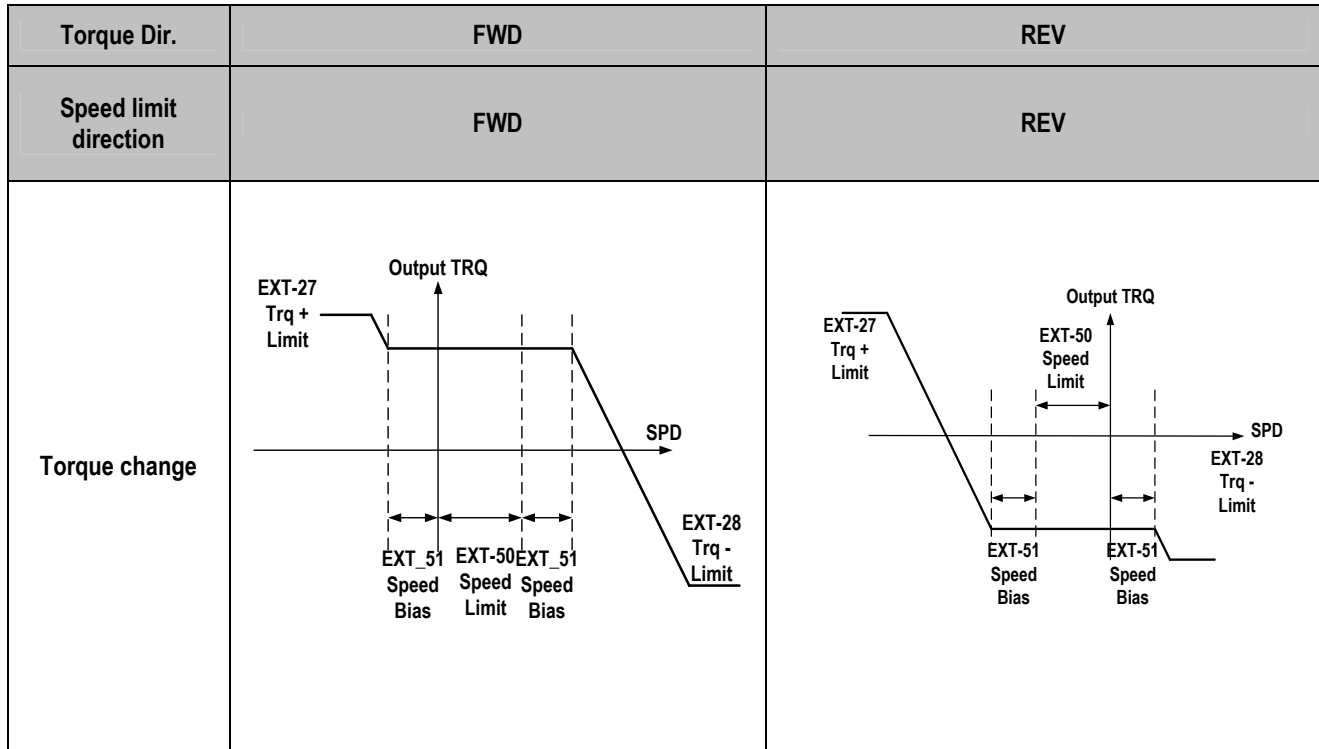 Torque Dir.
FWD
REV
Speed limit
direction
FWD
REV
Torque change
Output TRQ
EXT-27
Trq +
Limit
SPD
EXT-28
Trq -
Limit
EXT_51
Speed
Bias
EXT-50
Speed
Limit
EXT_51
Speed
Bias
Output TRQ
EXT-27
Trq +
Limit
EXT-50
Speed
Limit
SPD
EXT-28
Trq -
Limit
EXT-51
Speed
Bias
EXT-51
Speed
Bias